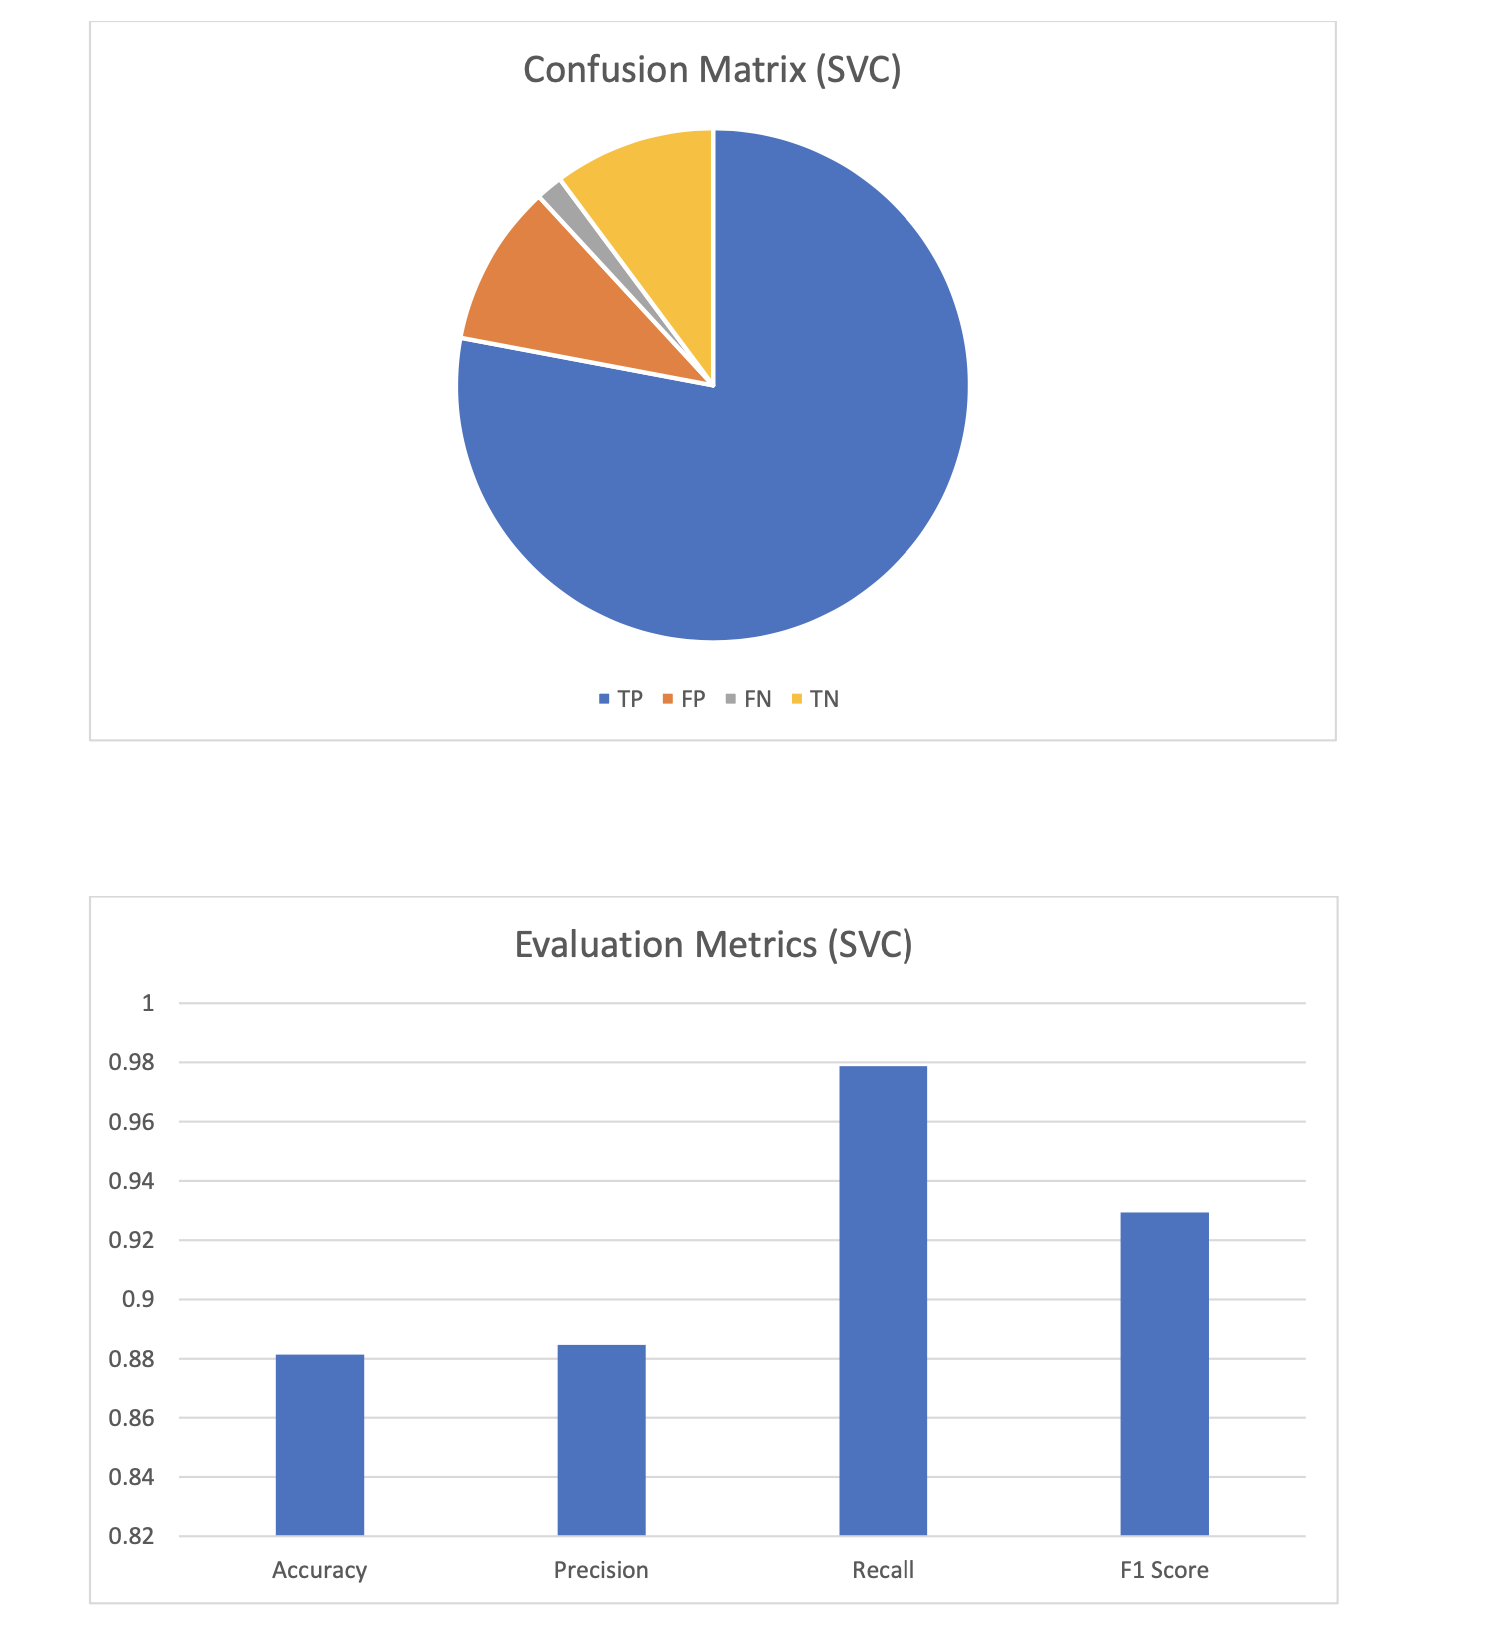 Confusion Matrix (SVC)
TP FP FN TN
Evaluation Metrics (SVC)
1
0.98
0.96
0.94
0.92
0.9
0.88
0.86
0.84
0.82
Accuracy Precision Recall F1 Score